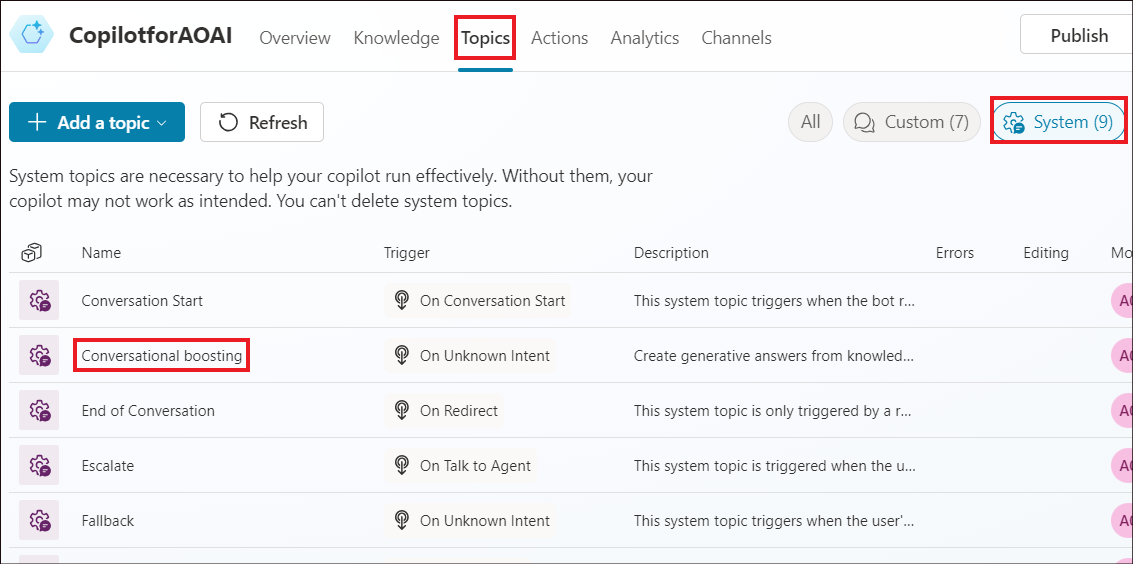 CopilotforAOAI Overview Knowledge Topics Actions Analytics Channels Publish
Add a topic Refresh All Custom (7) System (9)
System topics are necessary to help your copilot run effectively. Without them, your
copilot may not work as intended. You can't delete system topics.
Name Trigger Description Errors Editing Mo
Conversation Start On Conversation Start This system topic triggers when the bot r...
Conversational boosting On Unknown Intent Create generative answers from knowled...
End of Conversation On Redirect This system topic is only triggered by a r...
Escalate On Talk to Agent This system topic is triggered when the u...
Fallback On Unknown Intent This system topic triggers when the user'...